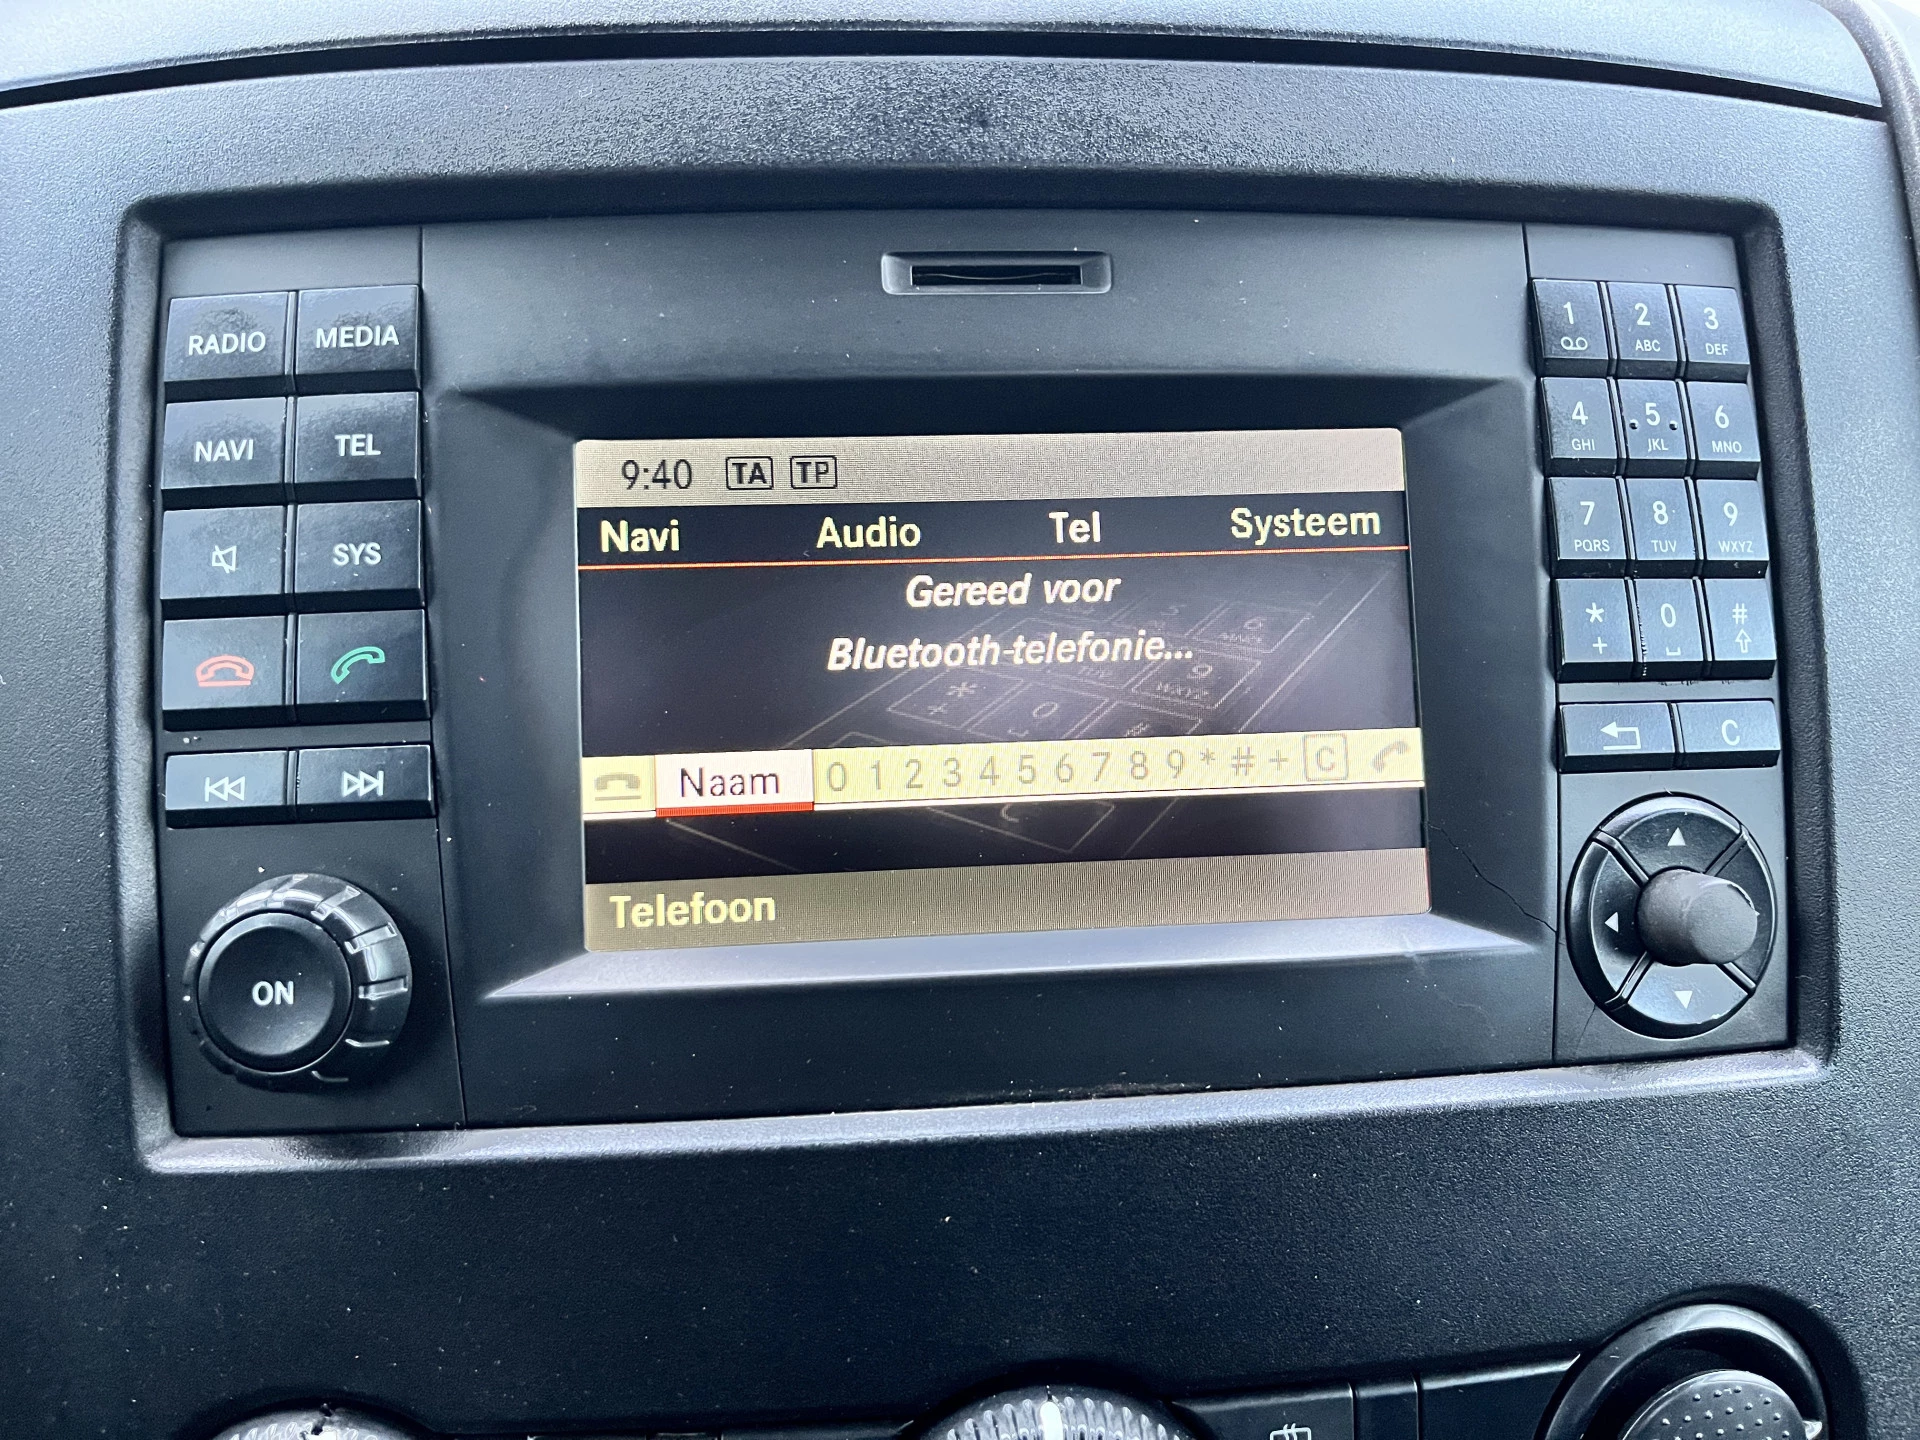 RADIO MEDIA
NAVI TEL
SYS
ON
9:40 TA TP
Navi Audio Tel Systeem
Gereed voor
Bluetooth-telefonie...
Naam 0 1 2 3 4 5 6 7 8 9 * # + C
Telefoon
1 2 3
ABC DEF
4 5 6
GHI JKL MNO
7 8 9
PQRS TUV WXYZ
* 0 #
+
C